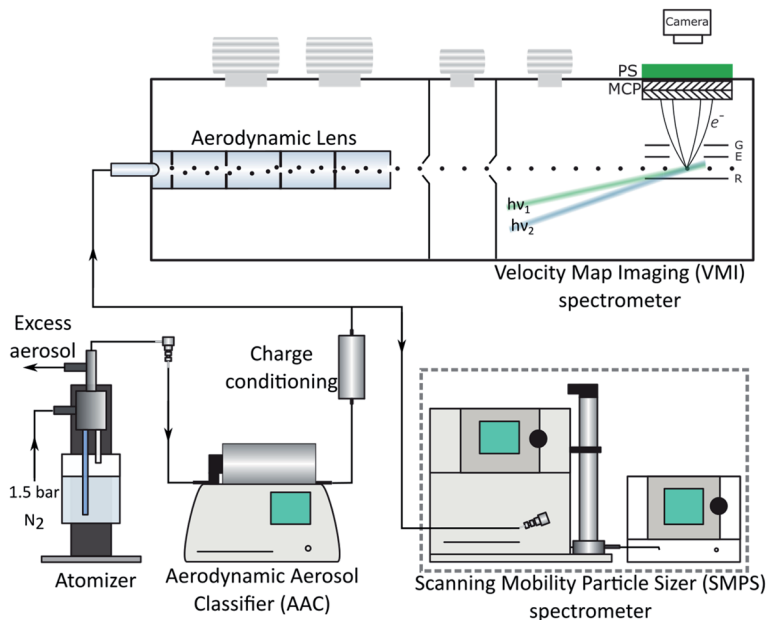 Camera
PS
MCP
e⁻
Aerodynamic Lens
G
E
R
hν₁
hν₂
Velocity Map Imaging (VMI)
spectrometer
Excess
aerosol
Charge
conditioning
1.5 bar
N₂
Atomizer
Aerodynamic Aerosol
Classifier (AAC)
Scanning Mobility Particle Sizer (SMPS)
spectrometer